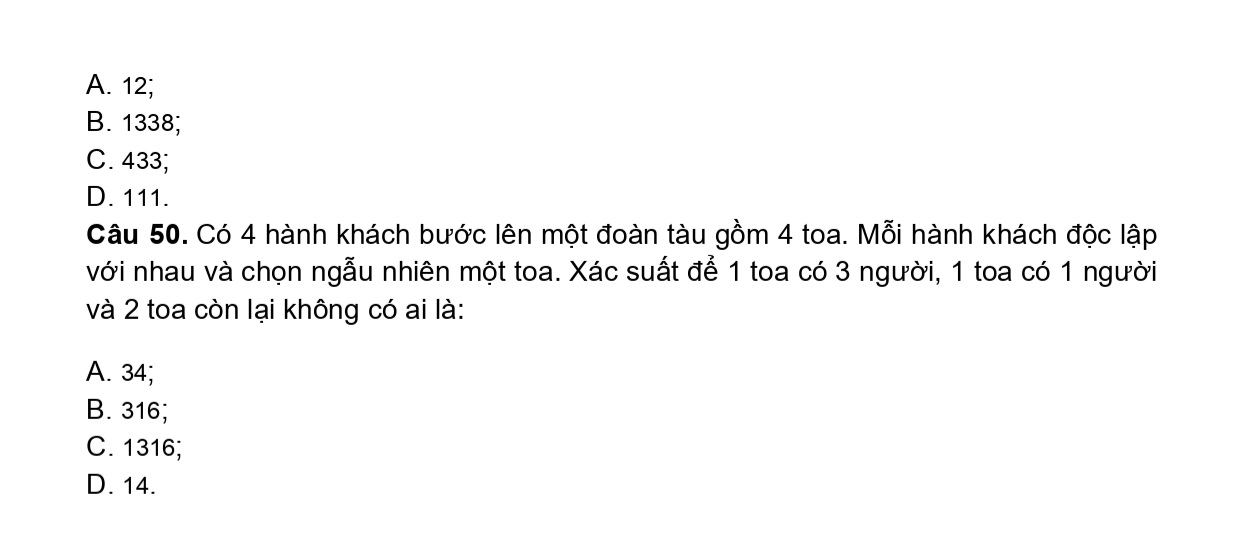 A. 12;
B. 1338;
C. 433;
D. 111.
Câu 50. Có 4 hành khách bước lên một đoàn tàu gồm 4 toa. Mỗi hành khách độc lập
với nhau và chọn ngẫu nhiên một toa. Xác suất để 1 toa có 3 người, 1 toa có 1 người
và 2 toa còn lại không có ai là:
A. 34;
B. 316;
C. 1316;
D. 14.